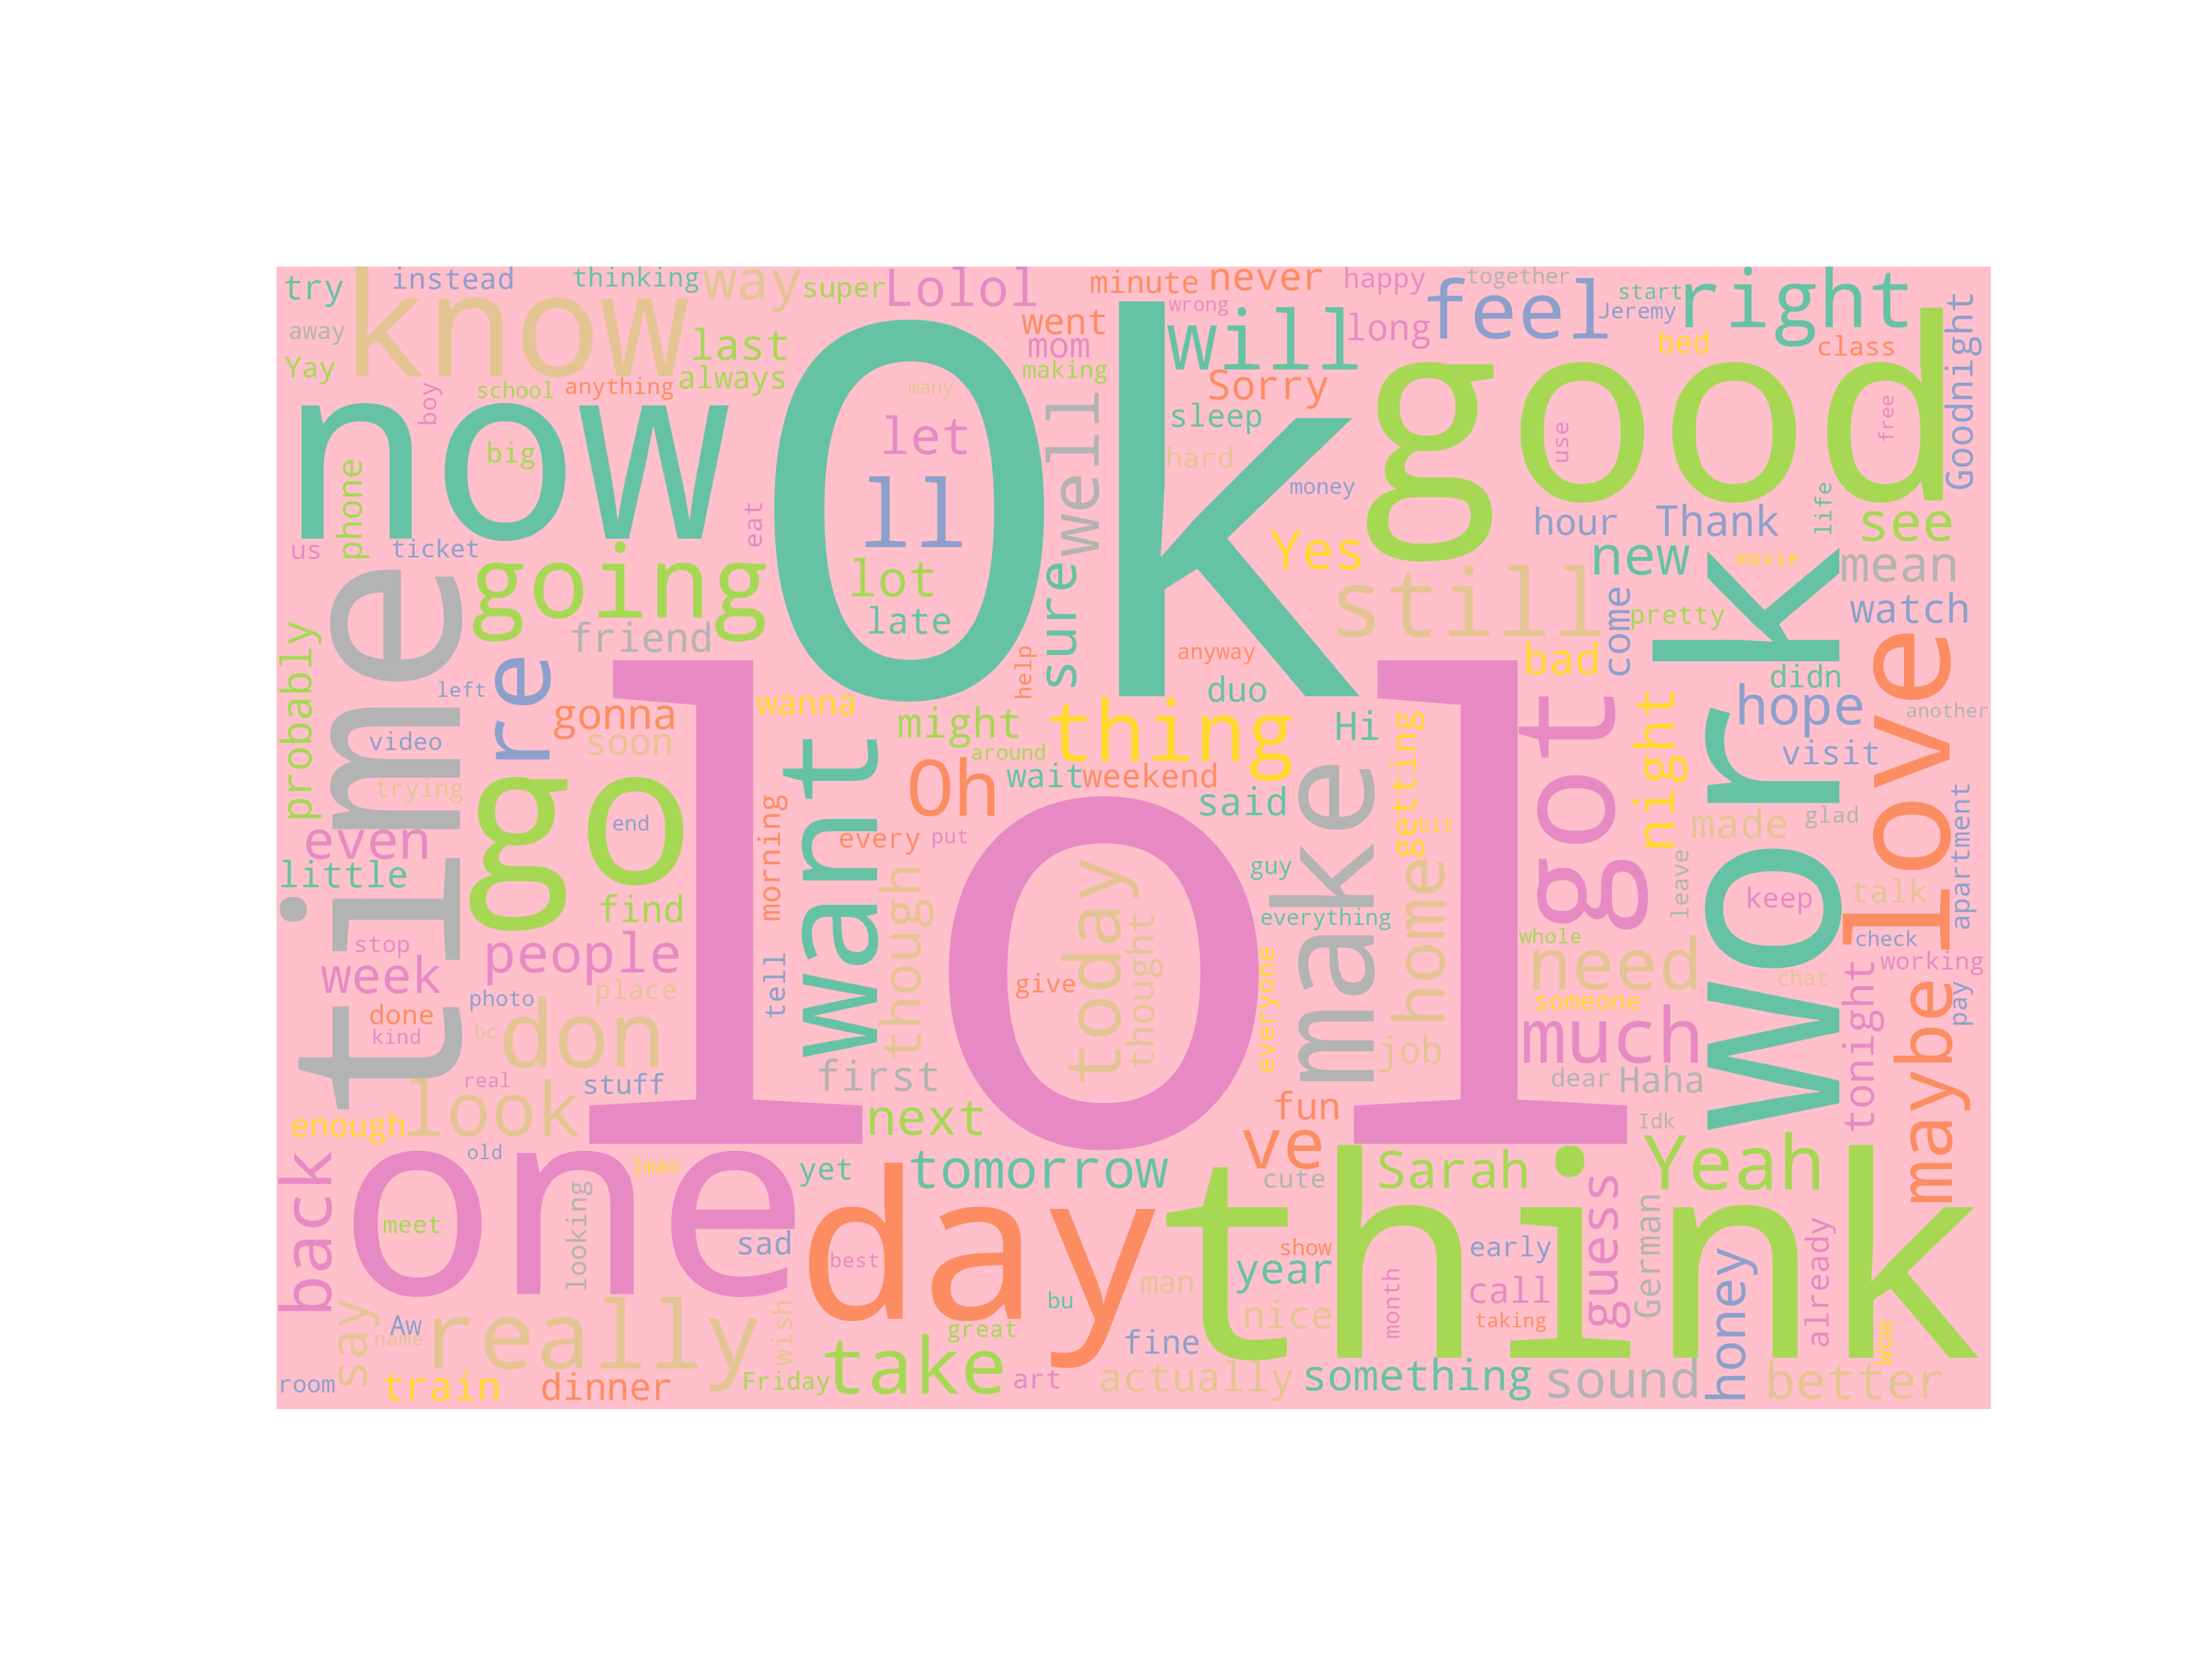 try
instead
thinking
way
super
Lolol
minute
never
happy
together
start
right
know
away
Yay
last
always
anything
school
boy
went
mom
making
wrong
will
long
feel
Jeremy
bed
class
Goodnight
now
big
Ok
many
let
ll
lot
late
well
sure
Sorry
sleep
hard
money
good
use
free
phone
us
ticket
eat
going
friend
Yes
hour
Thank
life
see
still
new
movie
mean
come
pretty
watch
probably
time
left
re
gonna
soon
wanna
help
anyway
duo
bad
didn
work
love
video
trying
might
around
thing
Hi
getting
got
night
hope
another
visit
go
end
want
Oh
wait
weekend
said
make
bit
made
glad
apartment
even
little
morning
every
put
lol
guy
home
leave
keep
talk
find
though
today
thought
everything
whole
need
check
stop
week
people
photo
place
tell
give
everyone
someone
chat
working
pay
done
kind
bc
don
job
much
tonight
maybe
real
stuff
first
look
dear
Haha
enough
next
fun
Idk
old
lmao
one
yet
tomorrow
ve
cute
Sarah
Yeah
back
meet
looking
sad
best
day
think
show
year
early
guess
German
already
honey
man
call
month
bu
nice
taking
say
Aw
name
really
wish
great
fine
wow
room
train
dinner
Friday
take
art
actually
something
sound
better